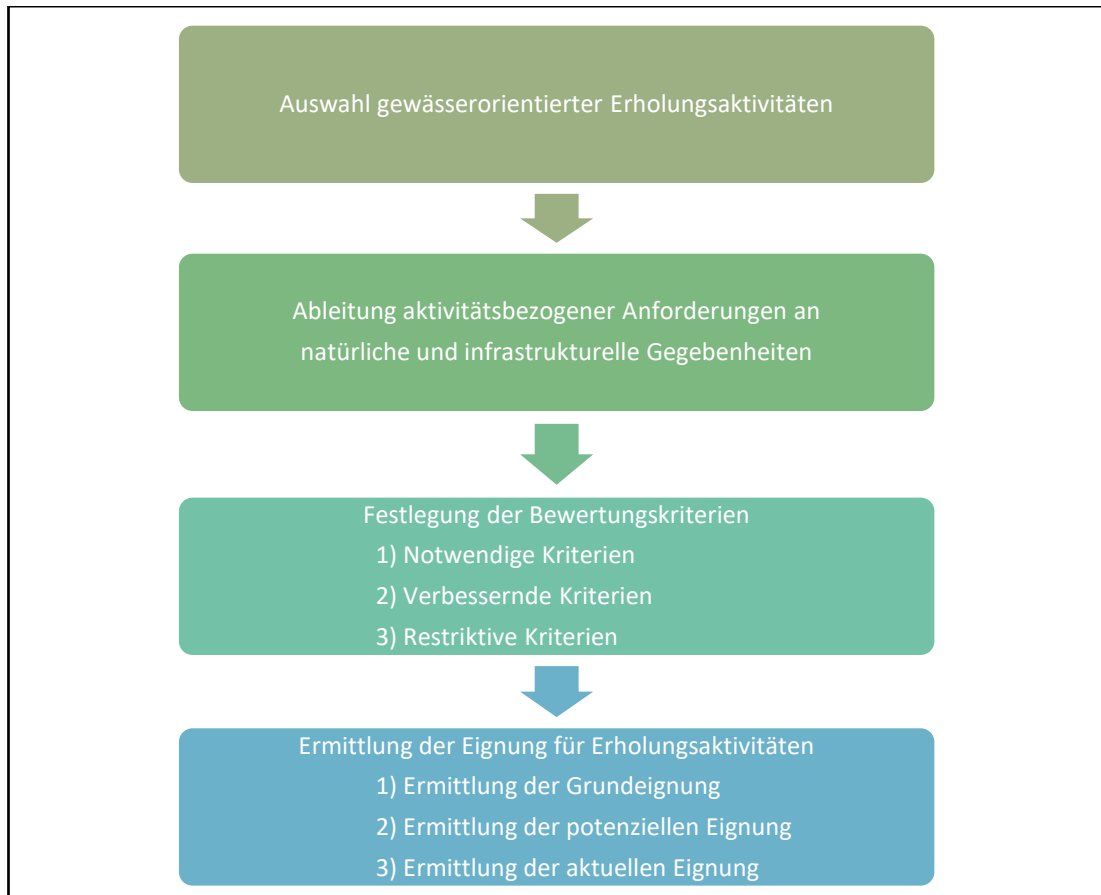 Auswahl gewässerorientierter Erholungsaktivitäten
Ableitung aktivitätsbezogener Anforderungen an
natürliche und infrastrukturelle Gegebenheiten
Festlegung der Bewertungskriterien
1) Notwendige Kriterien
2) Verbessernde Kriterien
3) Restriktive Kriterien
Ermittlung der Eignung für Erholungsaktivitäten
1) Ermittlung der Grundeignung
2) Ermittlung der potenziellen Eignung
3) Ermittlung der aktuellen Eignung